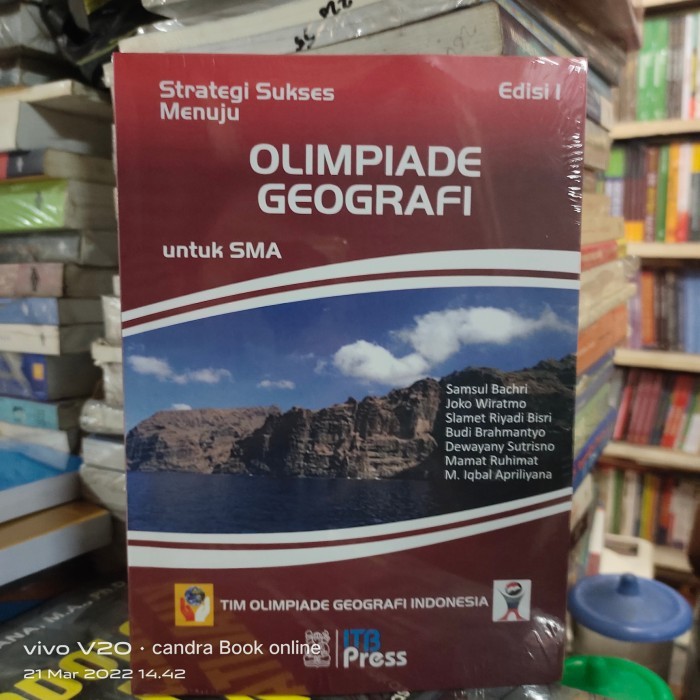 Strategi Sukses
Menuju
Edisi I
OLIMPIADE
GEOGRAFI
untuk SMA
Samsul Bachri
Joko Wiratmo
Slamet Riyadi Bisri
Budi Brahmantyo
Dewayany Sutrisno
Mamat Ruhimat
M. Iqbal Apriliyana
TIM OLIMPIADE GEOGRAFI INDONESIA
ITB
Press
vivo V20 · candra Book online
21 Mar 2022 14.42